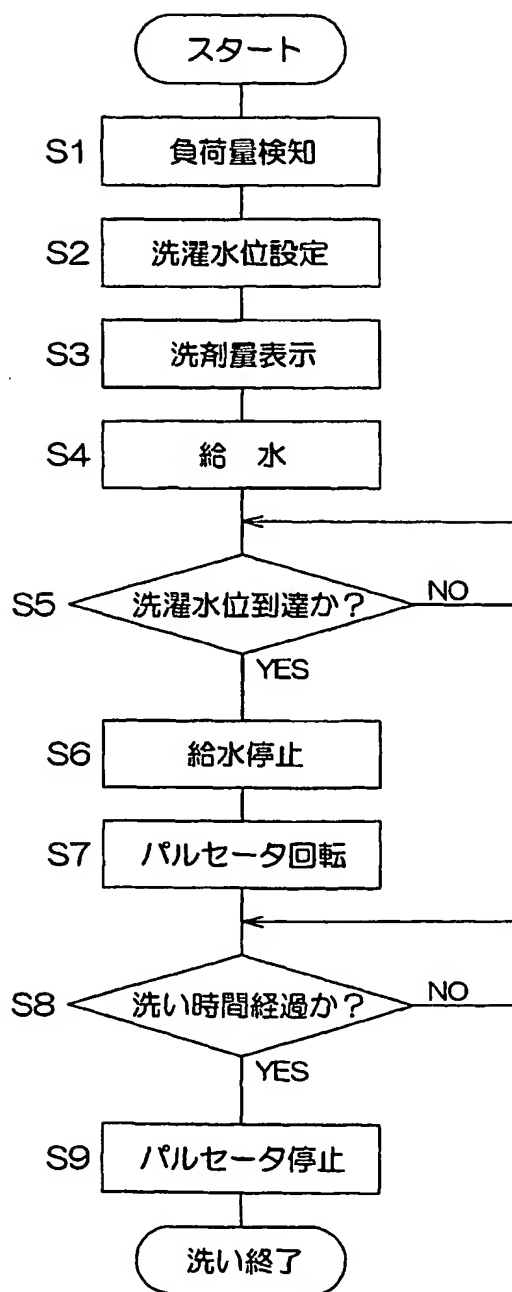 スタート
S1 負荷量検知
S2 洗濯水位設定
S3 洗剤量表示
S4 給 水
S5 洗濯水位到達か? NO
YES
S6 給水停止
S7 パルセータ回転
S8 洗い時間経過か? NO
YES
S9 パルセータ停止
洗い終了